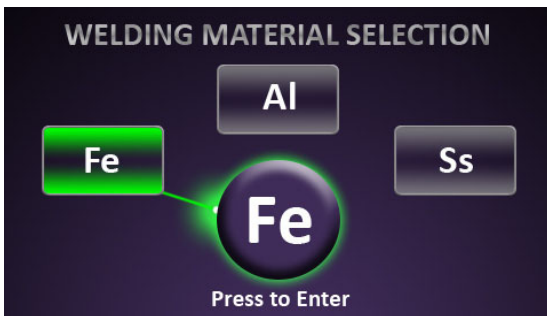 WELDING MATERIAL SELECTION
Al
Fe
Ss
Fe
Press to Enter